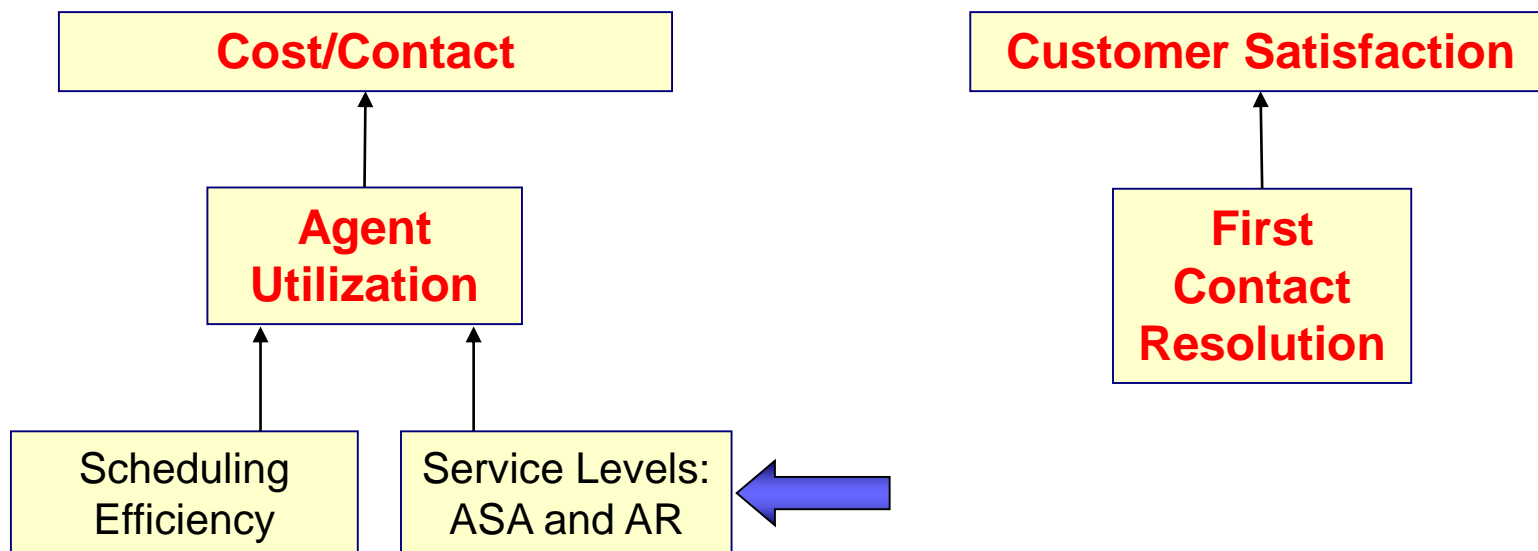 Cost/Contact
Customer Satisfaction
Agent
Utilization
First
Contact
Resolution
Scheduling
Efficiency
Service Levels:
ASA and AR